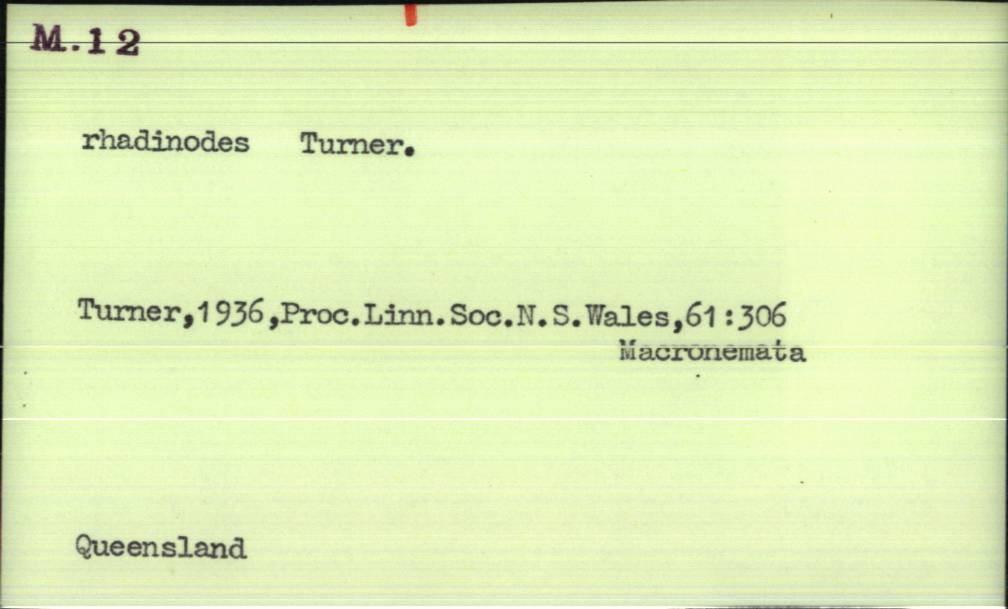 M.12
rhadinodes Turner.
Turner,1936,Proc.Linn.Soc.N.S.Wales,61:306
Macronemata
Queensland